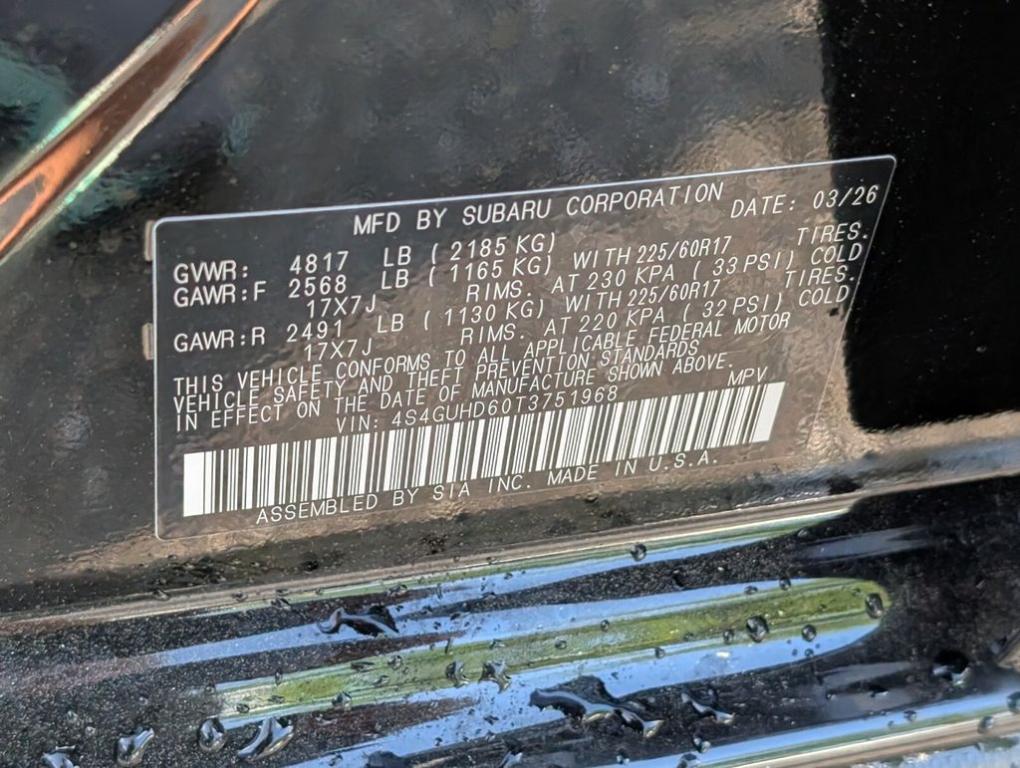 MFD BY SUBARU CORPORATION DATE: 03/26
GVWR: 4817 LB ( 2185 KG)
GAWR:F 2568 LB ( 1165 KG) WITH 225/60R17 TIRES.
17X7J RIMS. AT 230 KPA ( 33 PSI) COLD
GAWR:R 2491 LB ( 1130 KG) WITH 225/60R17 TIRES.
17X7J RIMS. AT 220 KPA ( 32 PSI) COLD
THIS VEHICLE CONFORMS TO ALL APPLICABLE FEDERAL MOTOR
VEHICLE SAFETY AND THEFT PREVENTION STANDARDS
IN EFFECT ON THE DATE OF MANUFACTURE SHOWN ABOVE.
VIN: 4S4GUHD60T3751968 MPV
ASSEMBLED BY SIA INC. MADE IN U.S.A.